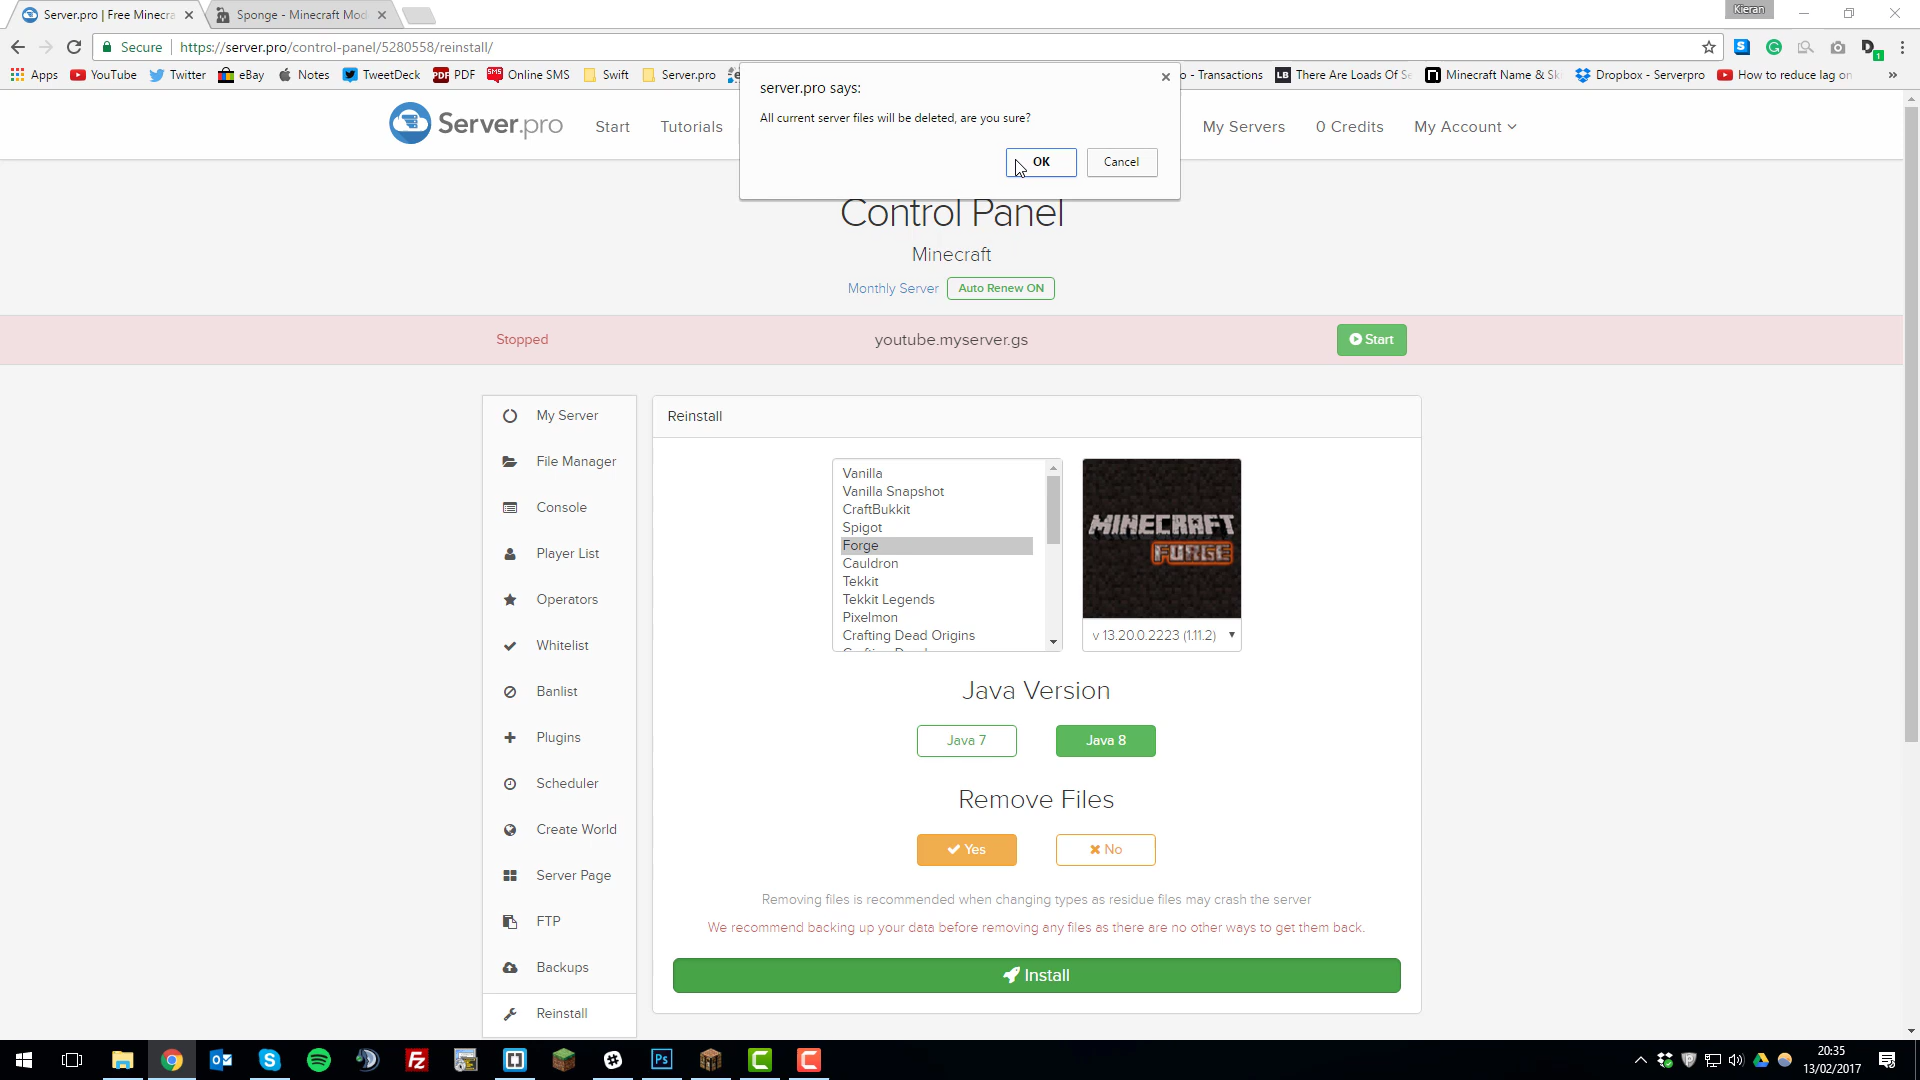 Server.pro | Free Minecra
Sponge - Minecraft Mod
Kieran
Secure
https://server.pro/control-panel/5280558/reinstall/
Apps
YouTube
Twitter
eBay
Notes
TweetDeck
PDF PDF
SMS Online SMS
Swift
Server.pro
o - Transactions
LB There Are Loads Of Se
Minecraft Name & Sk
Dropbox - Serverpro
How to reduce lag on
server.pro says:
All current server files will be deleted, are you sure?
OK
Cancel
Server.pro
Start
Tutorials
My Servers
0 Credits
My Account
Control Panel
Minecraft
Monthly Server
Auto Renew ON
Stopped
youtube.myserver.gs
Start
My Server
File Manager
Console
Player List
Operators
Whitelist
Banlist
Plugins
Scheduler
Create World
Server Page
FTP
Backups
Reinstall
Reinstall
Vanilla
Vanilla Snapshot
CraftBukkit
Spigot
Forge
Cauldron
Tekkit
Tekkit Legends
Pixelmon
Crafting Dead Origins
MINECRAFT
FORGE
v 13.20.0.2223 (1.11.2)
Java Version
Java 7
Java 8
Remove Files
Yes
No
Removing files is recommended when changing types as residue files may crash the server
We recommend backing up your data before removing any files as there are no other ways to get them back.
Install
20:35
13/02/2017